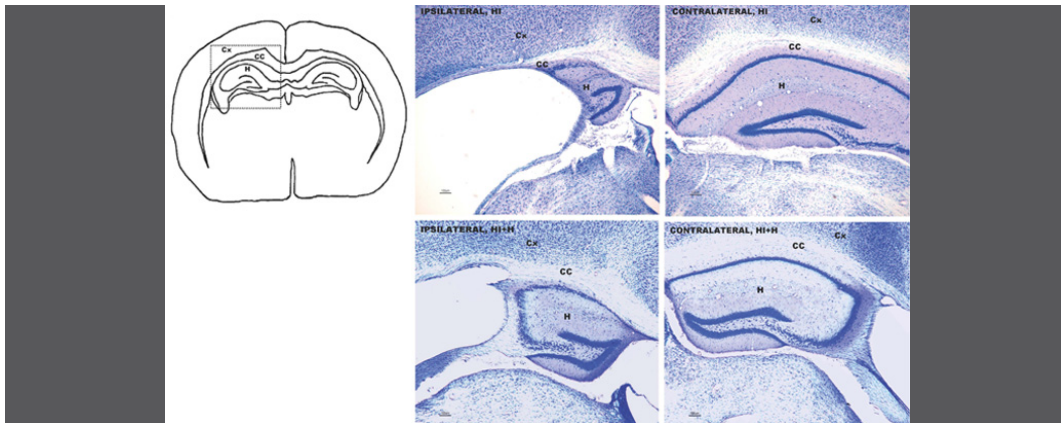 Cx
CC
H
IPSILATERAL, HI
Cx
CC
H
CONTRALATERAL, HI
Cx
CC
H
IPSILATERAL, HI+H
Cx
CC
H
CONTRALATERAL, HI+H
Cx
CC
H